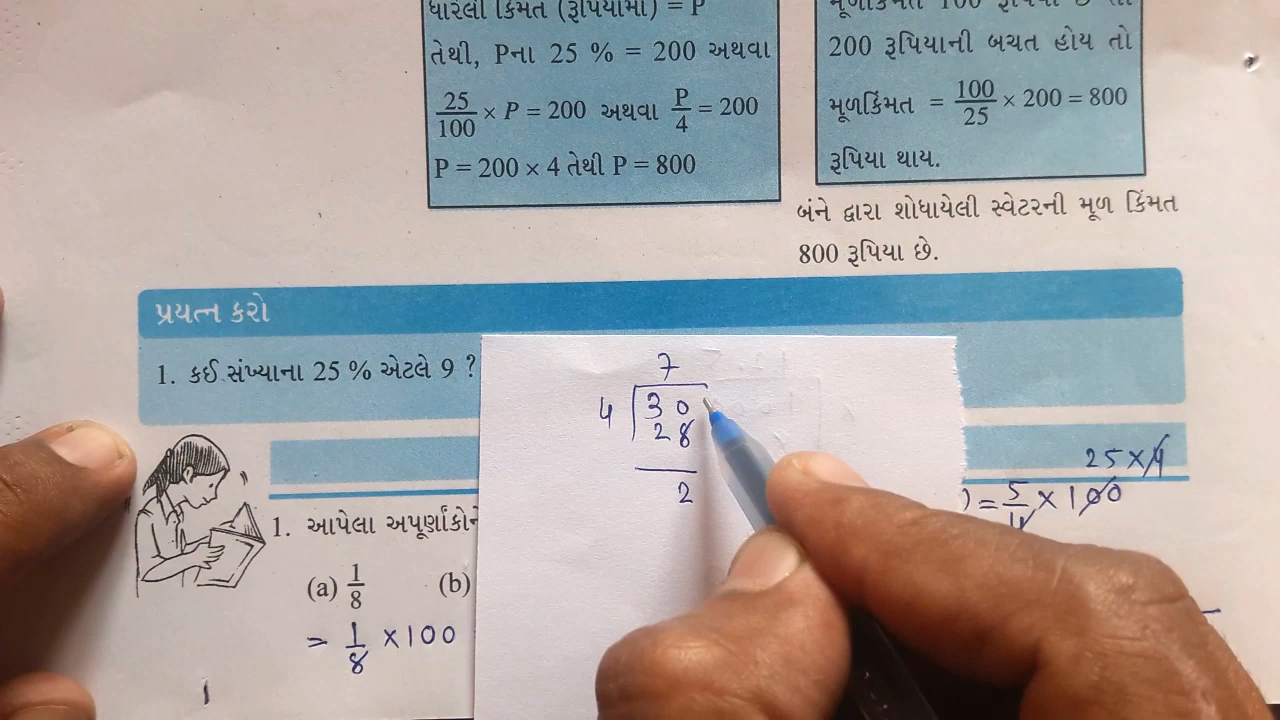 ધારેલી કિંમત (રૂપિયામાં) = P
તેથી, Pના 25 % = 200 અથવા
25/100 × P = 200 અથવા P/4 = 200
P = 200 × 4 તેથી P = 800
200 રૂપિયાની બચત હોય તો
મૂળકિંમત = 100/25 × 200 = 800
રૂપિયા થાય.
બંને દ્વારા શોધાયેલી સ્વેટરની મૂળ કિંમત
800 રૂપિયા છે.
પ્રયત્ન કરો
1. કઈ સંખ્યાના 25 % એટલે 9 ?
7
4 30
28
2
25×4
) = 5/4 × 100
1. આપેલા અપૂર્ણાંકોને
(a) 1/8 (b)
= 1/8 × 100